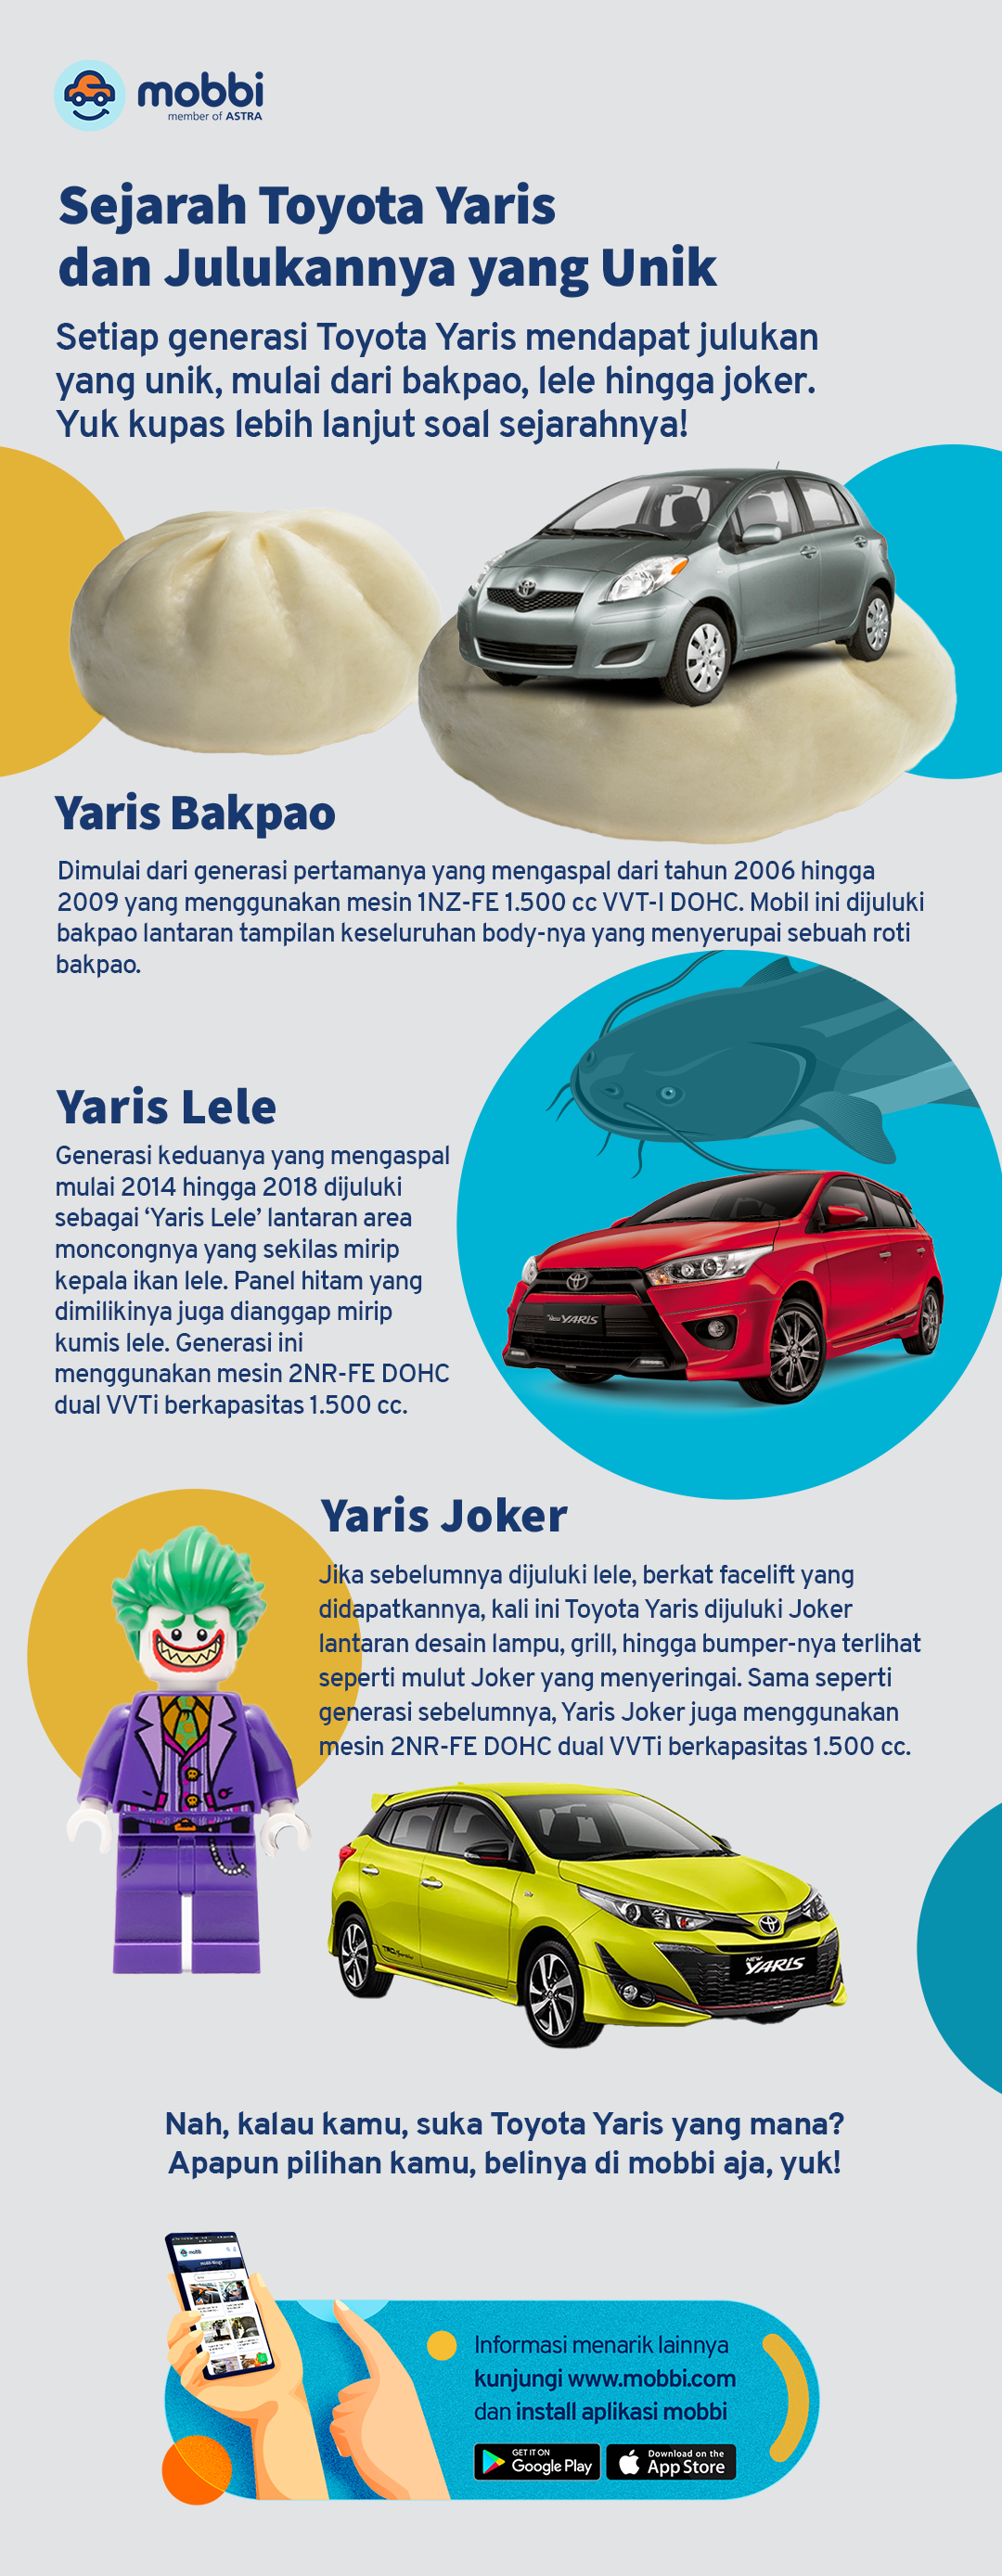 mobbi
member of ASTRA
Sejarah Toyota Yaris
dan Julukannya yang Unik
Setiap generasi Toyota Yaris mendapat julukan
yang unik, mulai dari bakpao, lele hingga joker.
Yuk kupas lebih lanjut soal sejarahnya!
Yaris Bakpao
Dimulai dari generasi pertamanya yang mengaspal dari tahun 2006 hingga
2009 yang menggunakan mesin 1NZ-FE 1.500 cc VVT-I DOHC. Mobil ini dijuluki
bakpao lantaran tampilan keseluruhan body-nya yang menyerupai sebuah roti
bakpao.
Yaris Lele
Generasi keduanya yang mengaspal
mulai 2014 hingga 2018 dijuluki
sebagai ‘Yaris Lele’ lantaran area
moncongnya yang sekilas mirip
kepala ikan lele. Panel hitam yang
dimilikinya juga dianggap mirip
kumis lele. Generasi ini
menggunakan mesin 2NR-FE DOHC
dual VVTi berkapasitas 1.500 cc.
New YARIS
Yaris Joker
Jika sebelumnya dijuluki lele, berkat facelift yang
didapatkannya, kali ini Toyota Yaris dijuluki Joker
lantaran desain lampu, grill, hingga bumper-nya terlihat
seperti mulut Joker yang menyeringai. Sama seperti
generasi sebelumnya, Yaris Joker juga menggunakan
mesin 2NR-FE DOHC dual VVTi berkapasitas 1.500 cc.
TRD Sportivo
NEW
YARIS
Nah, kalau kamu, suka Toyota Yaris yang mana?
Apapun pilihan kamu, belinya di mobbi aja, yuk!
mobbi
Informasi menarik lainnya
kunjungi www.mobbi.com
dan install aplikasi mobbi
GET IT ON
Google Play
Download on the
App Store